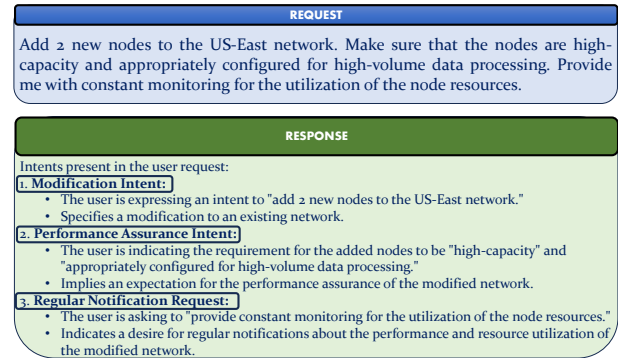 REQUEST
Add 2 new nodes to the US-East network. Make sure that the nodes are high-
capacity and appropriately configured for high-volume data processing. Provide
me with constant monitoring for the utilization of the node resources.
RESPONSE
Intents present in the user request:
1. Modification Intent:
• The user is expressing an intent to "add 2 new nodes to the US-East network."
• Specifies a modification to an existing network.
2. Performance Assurance Intent:
• The user is indicating the requirement for the added nodes to be "high-capacity" and
"appropriately configured for high-volume data processing."
• Implies an expectation for the performance assurance of the modified network.
3. Regular Notification Request:
• The user is asking to "provide constant monitoring for the utilization of the node resources."
• Indicates a desire for regular notifications about the performance and resource utilization of
the modified network.